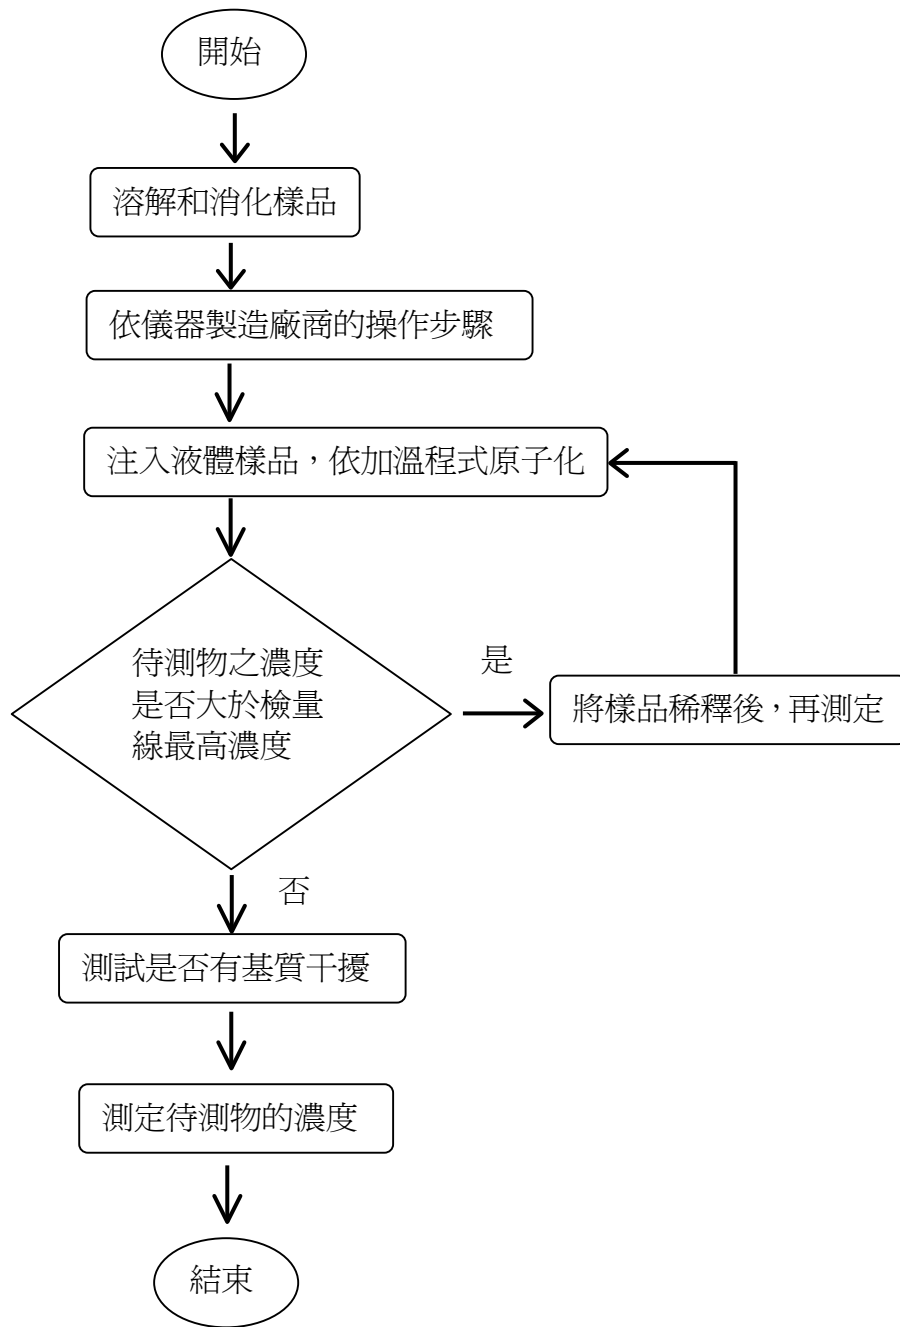 開始
溶解和消化樣品
依儀器製造廠商的操作步驟
注入液體樣品，依加溫程式原子化
待測物之濃度
是否大於檢量
線最高濃度
是
將樣品稀釋後，再測定
否
測試是否有基質干擾
測定待測物的濃度
結束